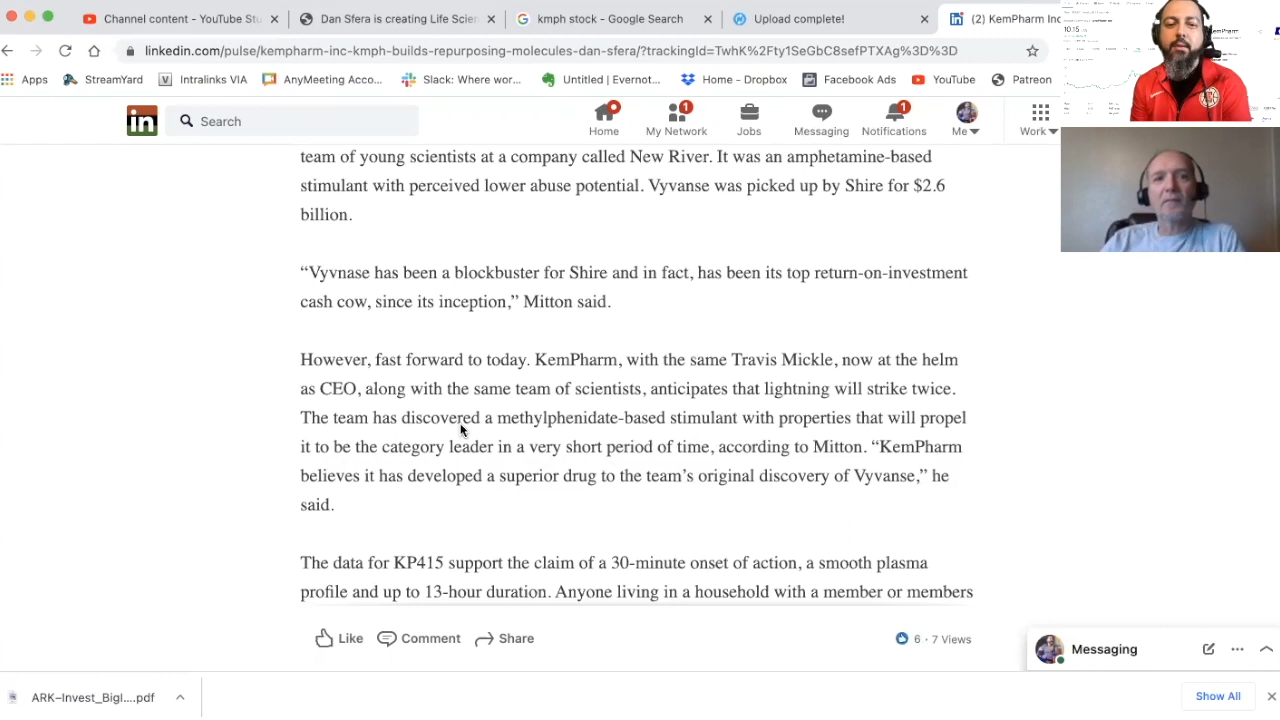 Channel content - YouTube Stu
Dan Sfera's clinicing Life Scien
kmph stock - Google Search
Upload complete!
(2) KemPharm Inc
linkedin.com/pulse/kempharm-inc-kmph-builds-repurposing-molecules-dan-sfera/?trackingId=TwhK%2Fty1SeGbC8sefPTXAg%3D%3D
Apps
StreamYard
Intralinks VIA
AnyMeeting Acco...
Slack: Where wor...
Untitled | Evernot...
Home - Dropbox
Facebook Ads
YouTube
Patreon
10.15
KemPharm
in
Search
Home
1
My Network
Jobs
Messaging
1
Notifications
Me
Work
team of young scientists at a company called New River. It was an amphetamine-based
stimulant with perceived lower abuse potential. Vyvanse was picked up by Shire for $2.6
billion.
“Vyvnase has been a blockbuster for Shire and in fact, has been its top return-on-investment
cash cow, since its inception,” Mitton said.
However, fast forward to today. KemPharm, with the same Travis Mickle, now at the helm
as CEO, along with the same team of scientists, anticipates that lightning will strike twice.
The team has discovered a methylphenidate-based stimulant with properties that will propel
it to be the category leader in a very short period of time, according to Mitton. “KemPharm
believes it has developed a superior drug to the team’s original discovery of Vyvanse,” he
said.
The data for KP415 support the claim of a 30-minute onset of action, a smooth plasma
profile and up to 13-hour duration. Anyone living in a household with a member or members
Like
Comment
Share
6 · 7 Views
Messaging
ARK–Invest_BigI....pdf
Show All